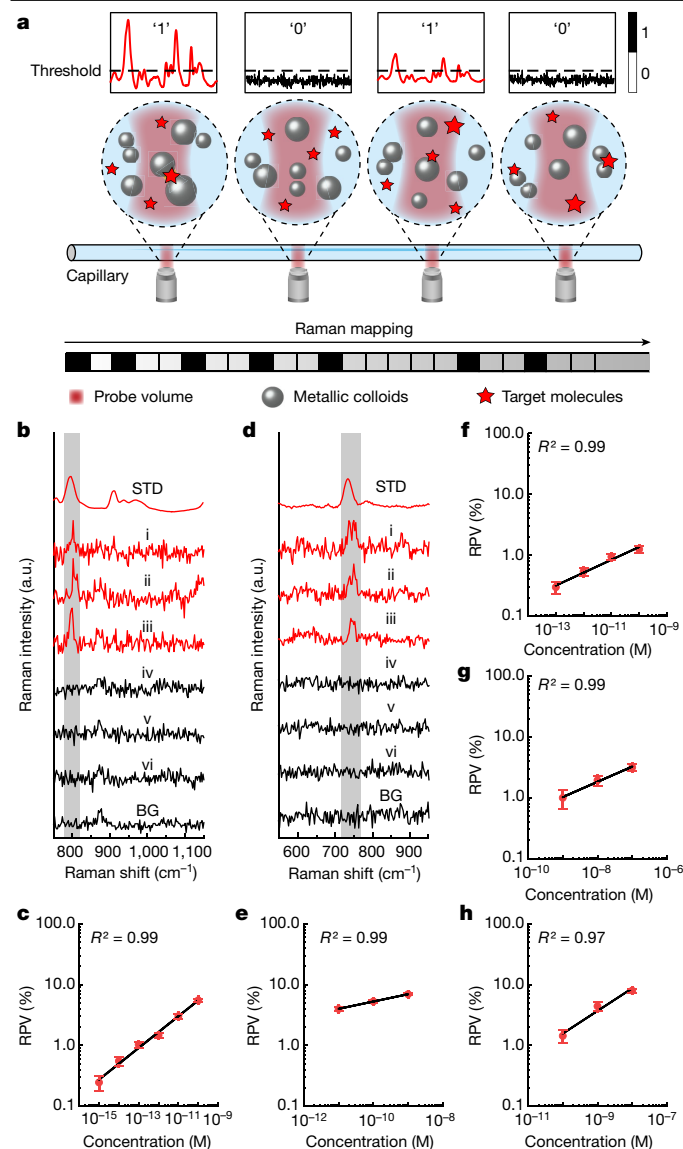 a
‘1’ ‘0’ ‘1’ ‘0’
1
0
Threshold
Capillary
Raman mapping
Probe volume Metallic colloids Target molecules
b
Raman intensity (a.u.)
STD
i
ii
iii
iv
v
vi
BG
800 900 1,000 1,100
Raman shift (cm⁻¹)
d
Raman intensity (a.u.)
STD
i
ii
iii
iv
v
vi
BG
600 700 800 900
Raman shift (cm⁻¹)
f
R² = 0.99
RPV (%)
100.0
10.0
1.0
0.1
10⁻¹³ 10⁻¹¹ 10⁻⁹
Concentration (M)
g
R² = 0.99
RPV (%)
100.0
10.0
1.0
0.1
10⁻¹⁰ 10⁻⁸ 10⁻⁶
Concentration (M)
c
R² = 0.99
RPV (%)
100.0
10.0
1.0
0.1
10⁻¹⁵ 10⁻¹³ 10⁻¹¹ 10⁻⁹
Concentration (M)
e
R² = 0.99
RPV (%)
100.0
10.0
1.0
0.1
10⁻¹² 10⁻¹⁰ 10⁻⁸
Concentration (M)
h
R² = 0.97
RPV (%)
100.0
10.0
1.0
0.1
10⁻¹¹ 10⁻⁹ 10⁻⁷
Concentration (M)